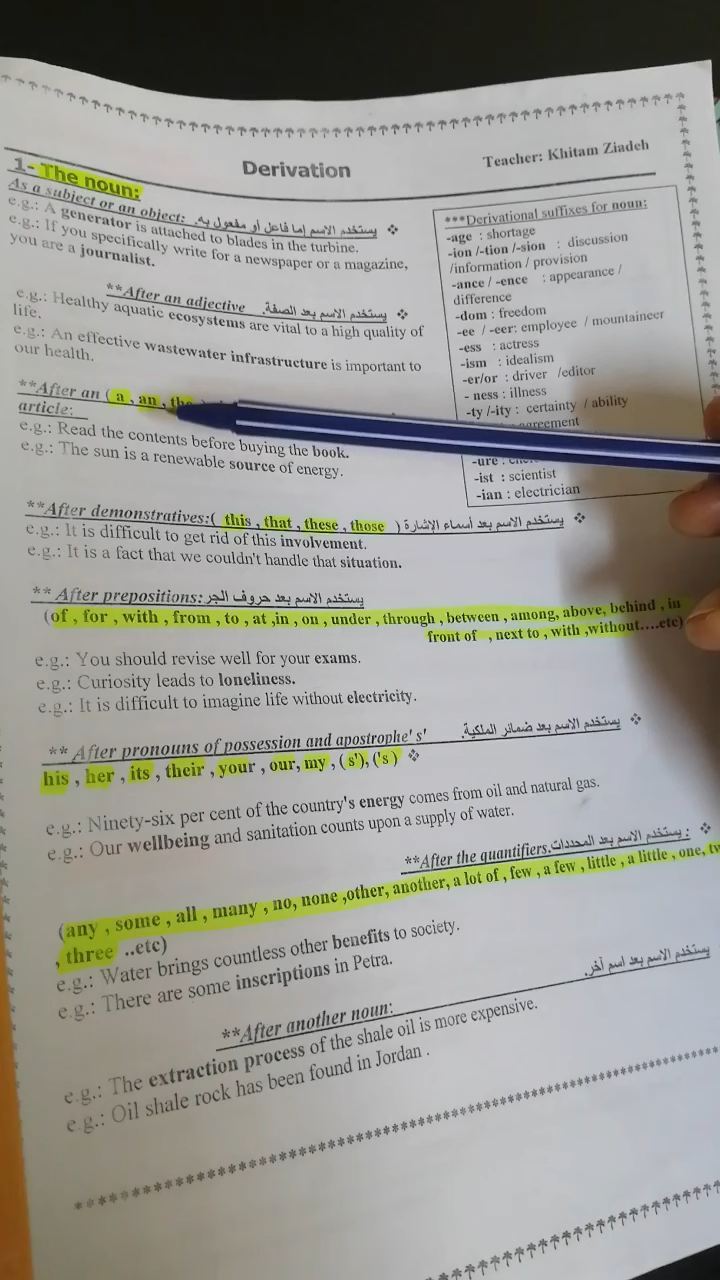 Derivation
Teacher: Khitam Ziadeh
1- The noun:
As a subject or an object: يستخدم الاسم إما فاعل أو مفعول به.
e.g.: A generator is attached to blades in the turbine.
e.g.: If you specifically write for a newspaper or a magazine,
you are a journalist.
**After an adjective يستخدم الاسم بعد الصفة.
e.g.: Healthy aquatic ecosystems are vital to a high quality of
life.
e.g.: An effective wastewater infrastructure is important to
our health.
**After an ( a , an , the
article:
e.g.: Read the contents before buying the book.
e.g.: The sun is a renewable source of energy.
***Derivational suffixes for noun:
-age : shortage
-ion /-tion /-sion : discussion
/information / provision
-ance / -ence : appearance /
difference
-dom : freedom
-ee / -eer: employee / mountaineer
-ess : actress
-ism : idealism
-er/or : driver /editor
- ness : illness
-ty /-ity : certainty / ability
agreement
-ure :
-ist : scientist
-ian : electrician
**After demonstratives:( this , that , these , those ) يستخدم الاسم بعد أسماء الإشارة
e.g.: It is difficult to get rid of this involvement.
e.g.: It is a fact that we couldn't handle that situation.
** After prepositions: يستخدم الاسم بعد حروف الجر
(of , for , with , from , to , at ,in , on , under , through , between , among, above, behind , in
front of , next to , with ,without....etc)
e.g.: You should revise well for your exams.
e.g.: Curiosity leads to loneliness.
e.g.: It is difficult to imagine life without electricity.
** After pronouns of possession and apostrophe' s' يستخدم الاسم بعد ضمائر الملكية.
his , her , its , their , your , our, my , ( s'), ('s )
e.g.: Ninety-six per cent of the country's energy comes from oil and natural gas.
e.g.: Our wellbeing and sanitation counts upon a supply of water.
**After the quantifiers. يستخدم الاسم بعد المحددات :
(any , some , all , many , no, none ,other, another, a lot of , few , a few , little , a little , one,
, three ..etc)
e.g.: Water brings countless other benefits to society.
e.g.: There are some inscriptions in Petra.
**After another noun: يستخدم الاسم بعد اسم آخر.
e.g.: The extraction process of the shale oil is more expensive.
e.g.: Oil shale rock has been found in Jordan .